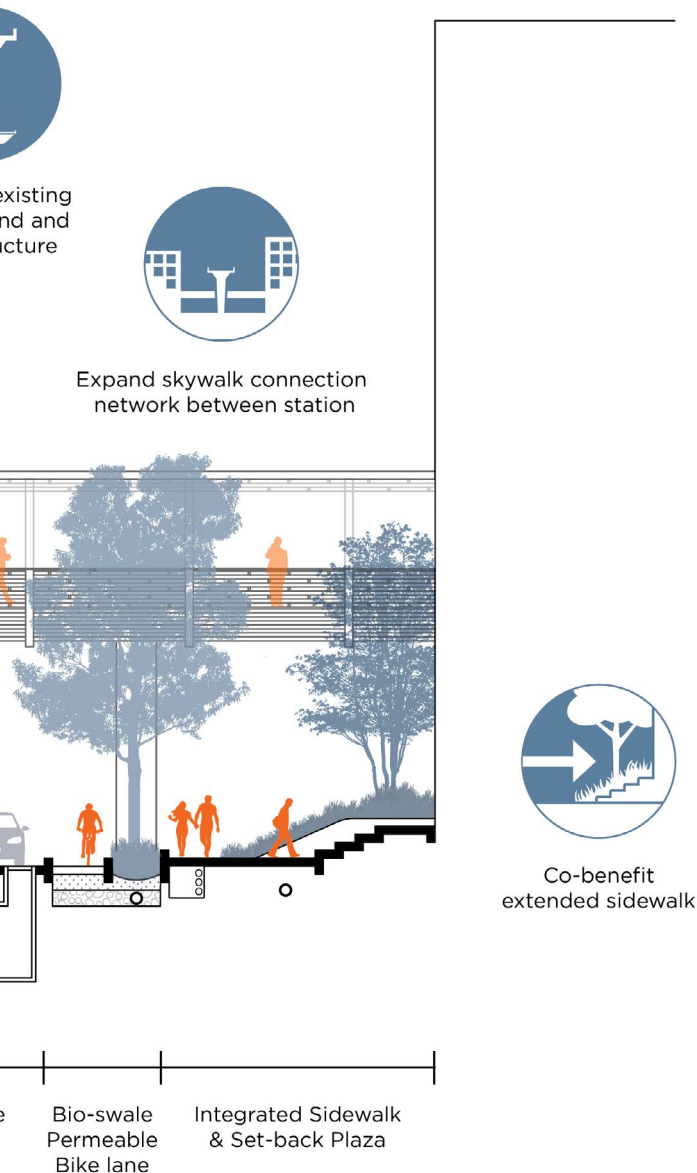 existing
nd and
ucture
Expand skywalk connection
network between station
Co-benefit
extended sidewalk
e
Bio-swale
Permeable
Bike lane
Integrated Sidewalk
& Set-back Plaza